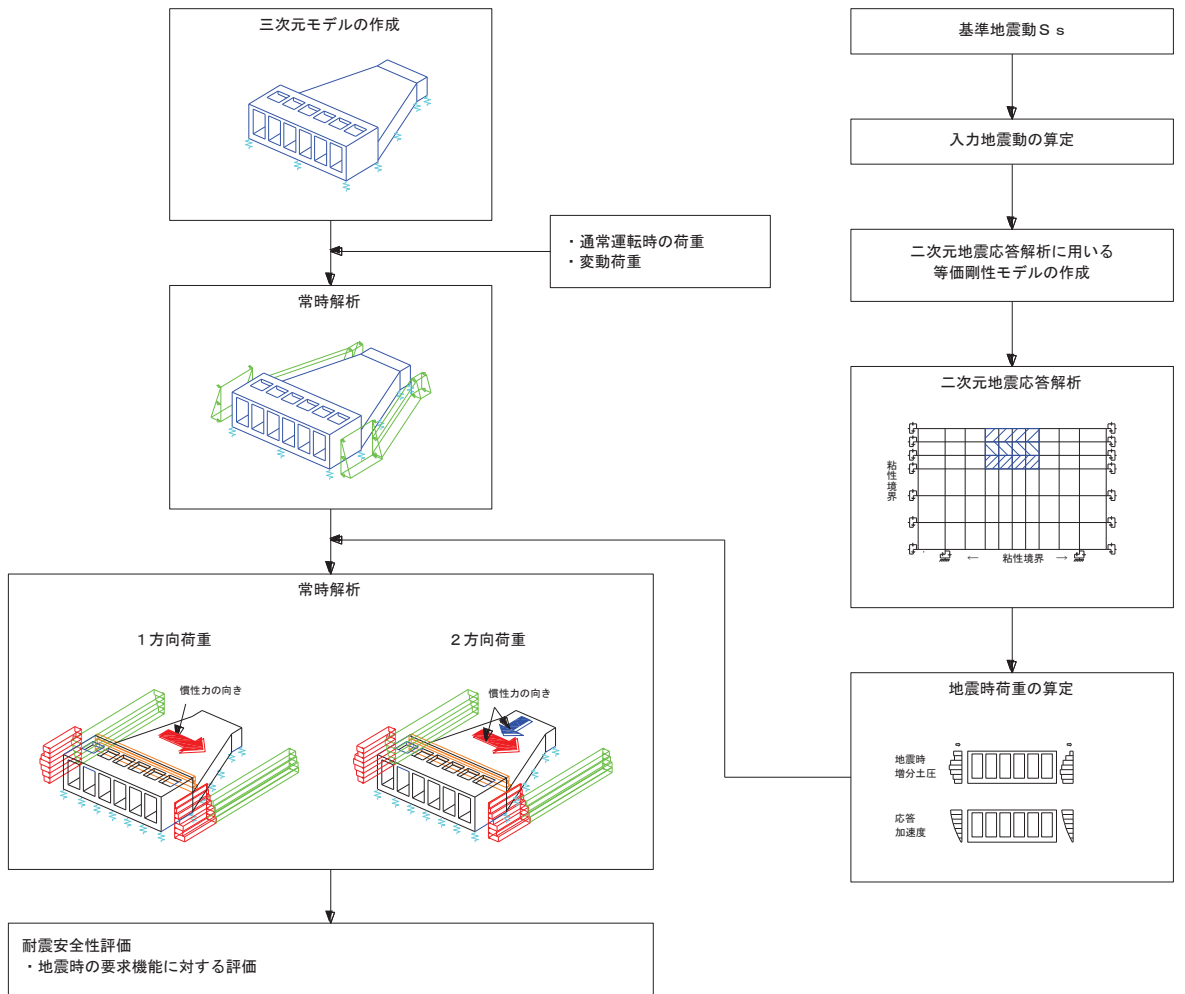 三次元モデルの作成
・通常運転時の荷重
・変動荷重
常時解析
常時解析
1方向荷重
2方向荷重
慣性力の向き
慣性力の向き
耐震安全性評価
・地震時の要求機能に対する評価
基準地震動Ss
入力地震動の算定
二次元地震応答解析に用いる
等価剛性モデルの作成
二次元地震応答解析
粘性境界
← 粘性境界 →
地震時荷重の算定
地震時
増分土圧
応答
加速度